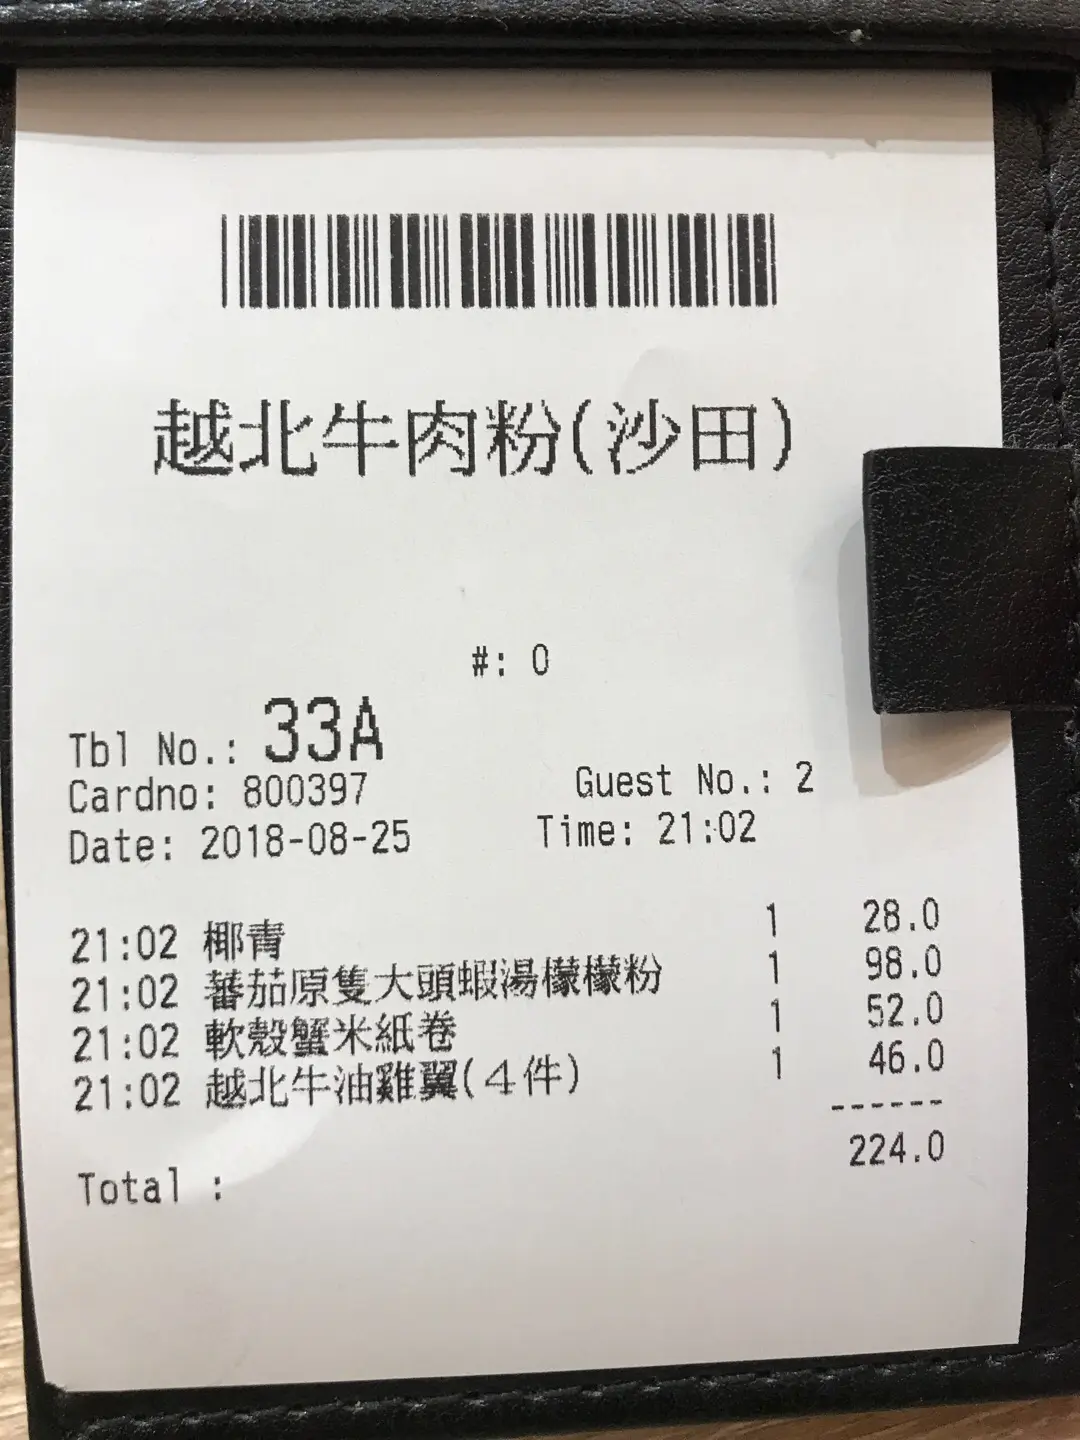 越北牛肉粉(沙田)
#: 0
Tbl No.: 33A
Cardno: 800397 Guest No.: 2
Date: 2018-08-25 Time: 21:02
21:02 椰青 1 28.0
21:02 蕃茄原隻大頭蝦湯檬檬粉 1 98.0
21:02 軟殼蟹米紙卷 1 52.0
21:02 越北牛油雞翼(４件) 1 46.0
------
Total : 224.0